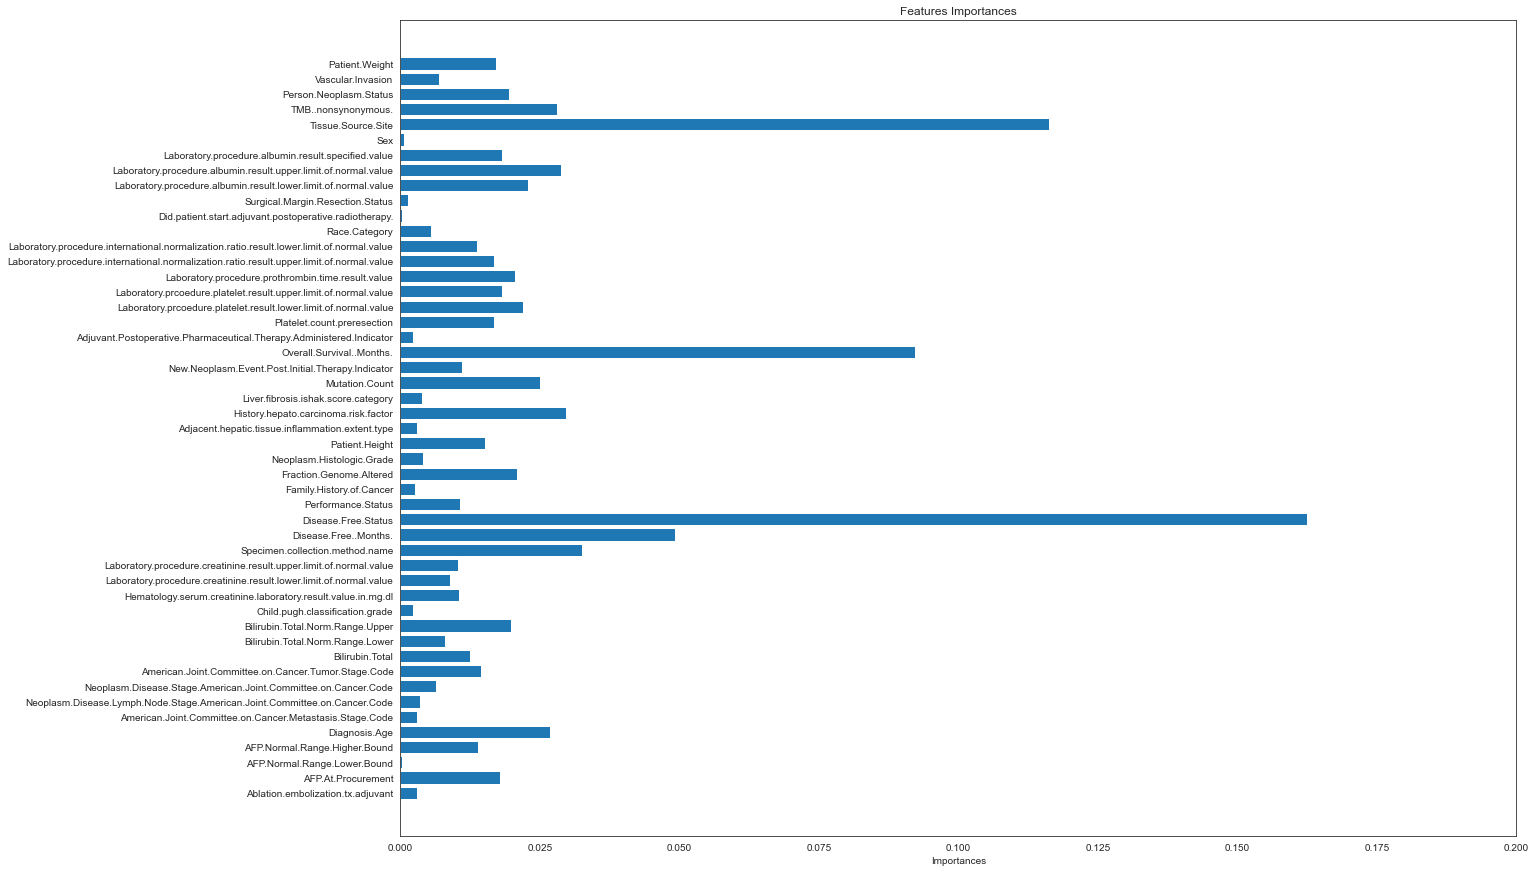 Features Importances
Patient.Weight
Vascular.Invasion
Person.Neoplasm.Status
TMB..nonsynonymous.
Tissue.Source.Site
Sex
Laboratory.procedure.albumin.result.specified.value
Laboratory.procedure.albumin.result.upper.limit.of.normal.value
Laboratory.procedure.albumin.result.lower.limit.of.normal.value
Surgical.Margin.Resection.Status
Did.patient.start.adjuvant.postoperative.radiotherapy.
Race.Category
Laboratory.procedure.international.normalization.ratio.result.lower.limit.of.normal.value
Laboratory.procedure.international.normalization.ratio.result.upper.limit.of.normal.value
Laboratory.procedure.prothrombin.time.result.value
Laboratory.prcoedure.platelet.result.upper.limit.of.normal.value
Laboratory.prcoedure.platelet.result.lower.limit.of.normal.value
Platelet.count.preresection
Adjuvant.Postoperative.Pharmaceutical.Therapy.Administered.Indicator
Overall.Survival..Months.
New.Neoplasm.Event.Post.Initial.Therapy.Indicator
Mutation.Count
Liver.fibrosis.ishak.score.category
History.hepato.carcinoma.risk.factor
Adjacent.hepatic.tissue.inflammation.extent.type
Patient.Height
Neoplasm.Histologic.Grade
Fraction.Genome.Altered
Family.History.of.Cancer
Performance.Status
Disease.Free.Status
Disease.Free..Months.
Specimen.collection.method.name
Laboratory.procedure.creatinine.result.upper.limit.of.normal.value
Laboratory.procedure.creatinine.result.lower.limit.of.normal.value
Hematology.serum.creatinine.laboratory.result.value.in.mg.dl
Child.pugh.classification.grade
Bilirubin.Total.Norm.Range.Upper
Bilirubin.Total.Norm.Range.Lower
Bilirubin.Total
American.Joint.Committee.on.Cancer.Tumor.Stage.Code
Neoplasm.Disease.Stage.American.Joint.Committee.on.Cancer.Code
Neoplasm.Disease.Lymph.Node.Stage.American.Joint.Committee.on.Cancer.Code
American.Joint.Committee.on.Cancer.Metastasis.Stage.Code
Diagnosis.Age
AFP.Normal.Range.Higher.Bound
AFP.Normal.Range.Lower.Bound
AFP.At.Procurement
Ablation.embolization.tx.adjuvant
0.000 0.025 0.050 0.075 0.100 0.125 0.150 0.175 0.200
Importances